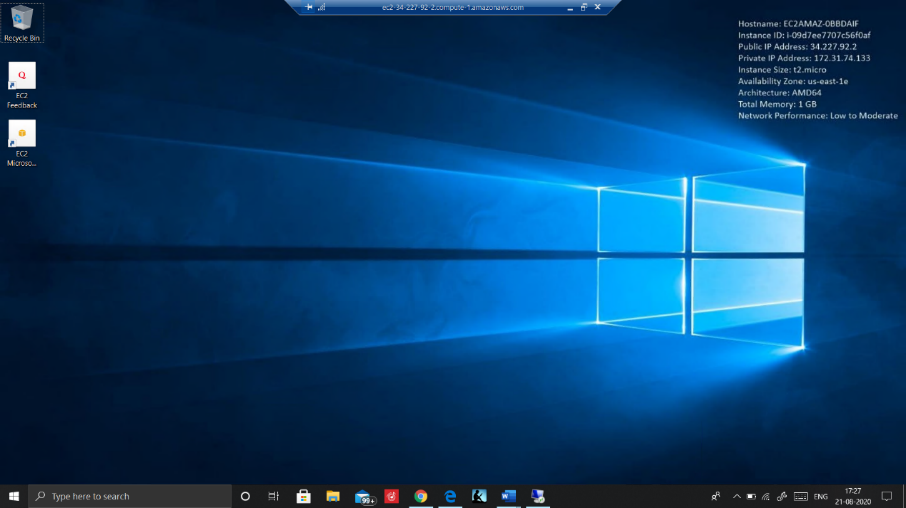 ec2-34-227-92-2.compute-1.amazonaws.com
Hostname: EC2AMAZ-0BBDAIF
Instance ID: i-09d7ee7707c56f0af
Public IP Address: 34.227.92.2
Private IP Address: 172.31.74.133
Instance Size: t2.micro
Availability Zone: us-east-1e
Architecture: AMD64
Total Memory: 1 GB
Network Performance: Low to Moderate
Recycle Bin
Q
EC2
Feedback
EC2
Microso...
Type here to search
99+
ENG
17:27
21-08-2020